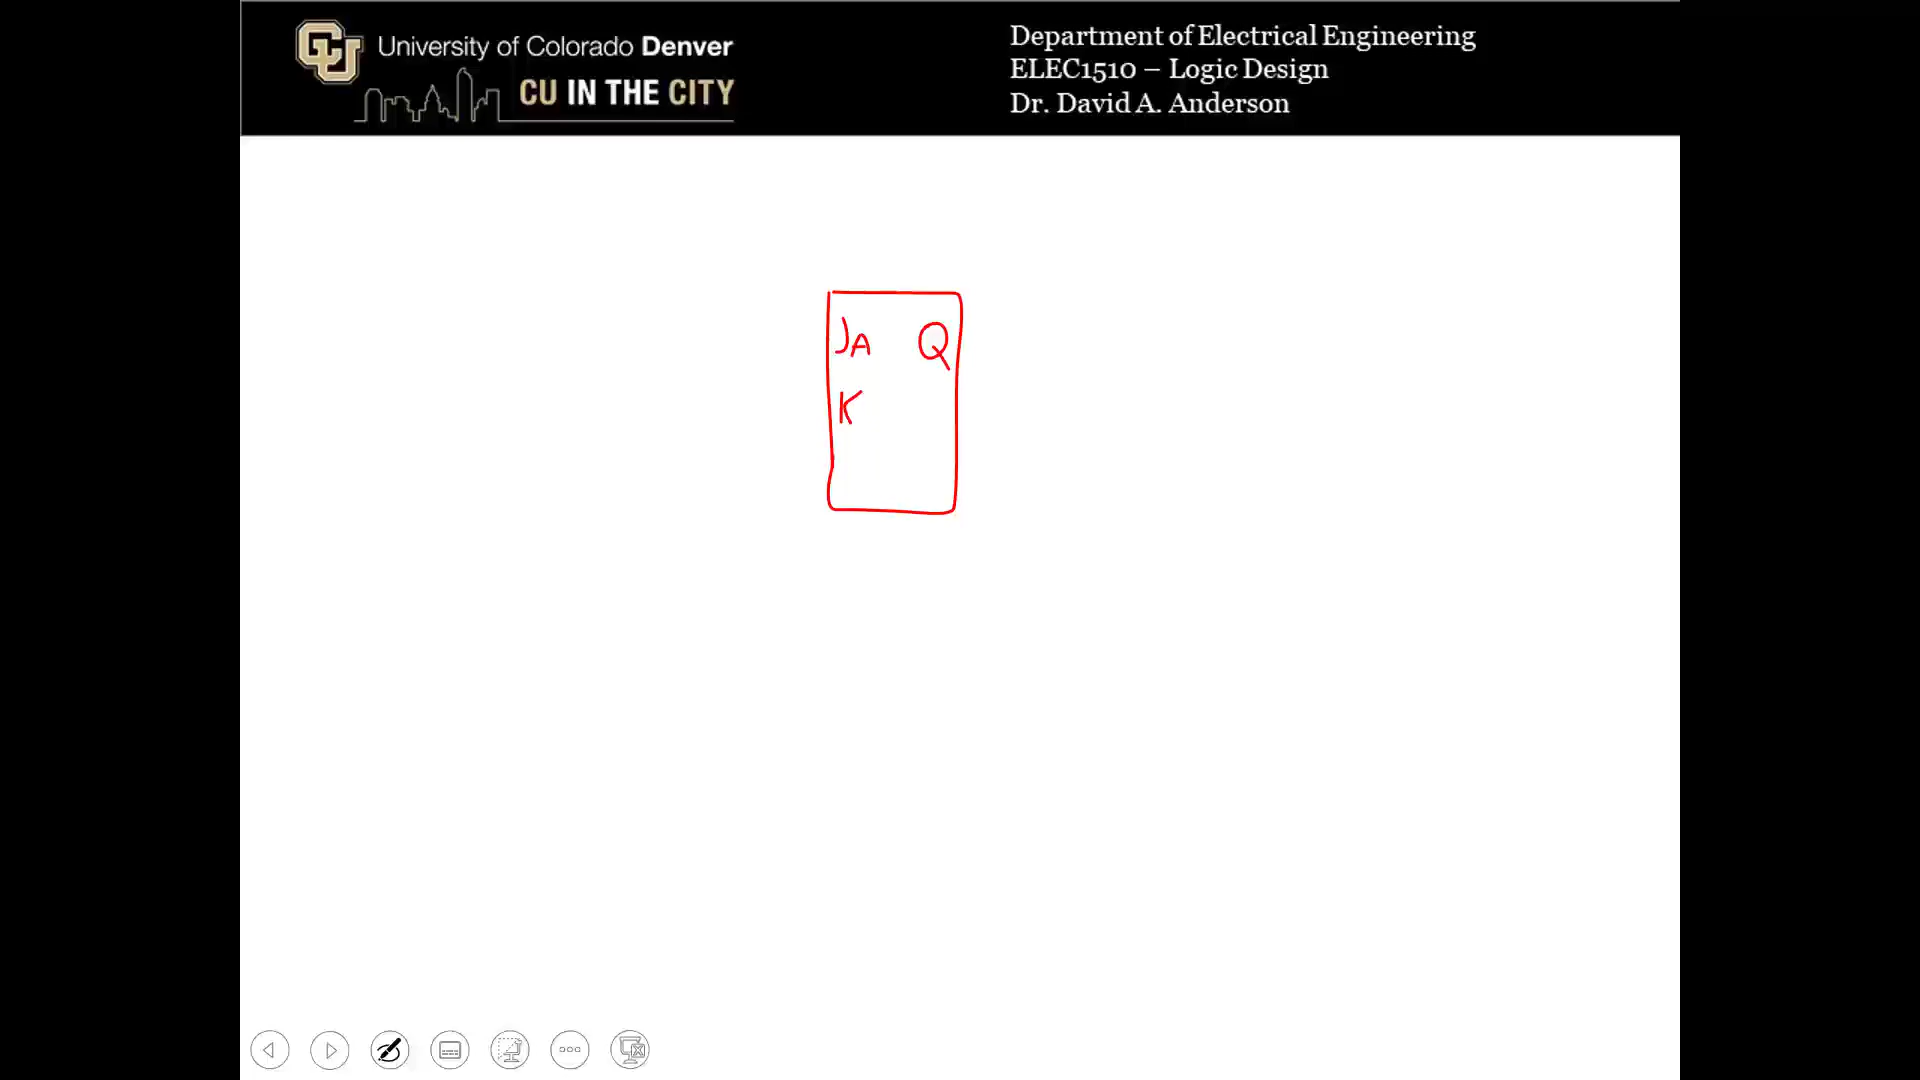 CU
University of Colorado Denver
CU IN THE CITY
Department of Electrical Engineering
ELEC1510 – Logic Design
Dr. David A. Anderson
JA Q
K